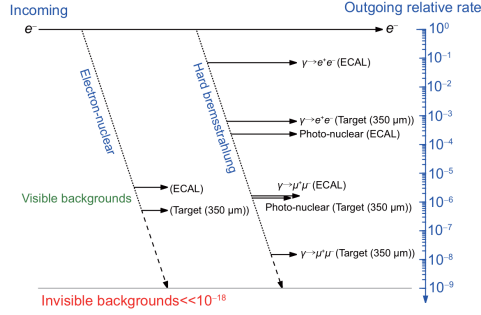 Incoming
Outgoing relative rate
e⁻
e⁻
10⁰
γ→e⁺e⁻ (ECAL)
10⁻¹
Electron-nuclear
Hard bremsstrahlung
10⁻²
γ→e⁺e⁻ (Target (350 μm))
10⁻³
Photo-nuclear (ECAL)
10⁻⁴
10⁻⁵
(ECAL)
γ→μ⁺μ⁻ (ECAL)
Visible backgrounds
10⁻⁶
(Target (350 μm))
Photo-nuclear (Target (350 μm))
10⁻⁷
γ→μ⁺μ⁻ (Target (350 μm))
10⁻⁸
10⁻⁹
Invisible backgrounds<<10⁻¹⁸